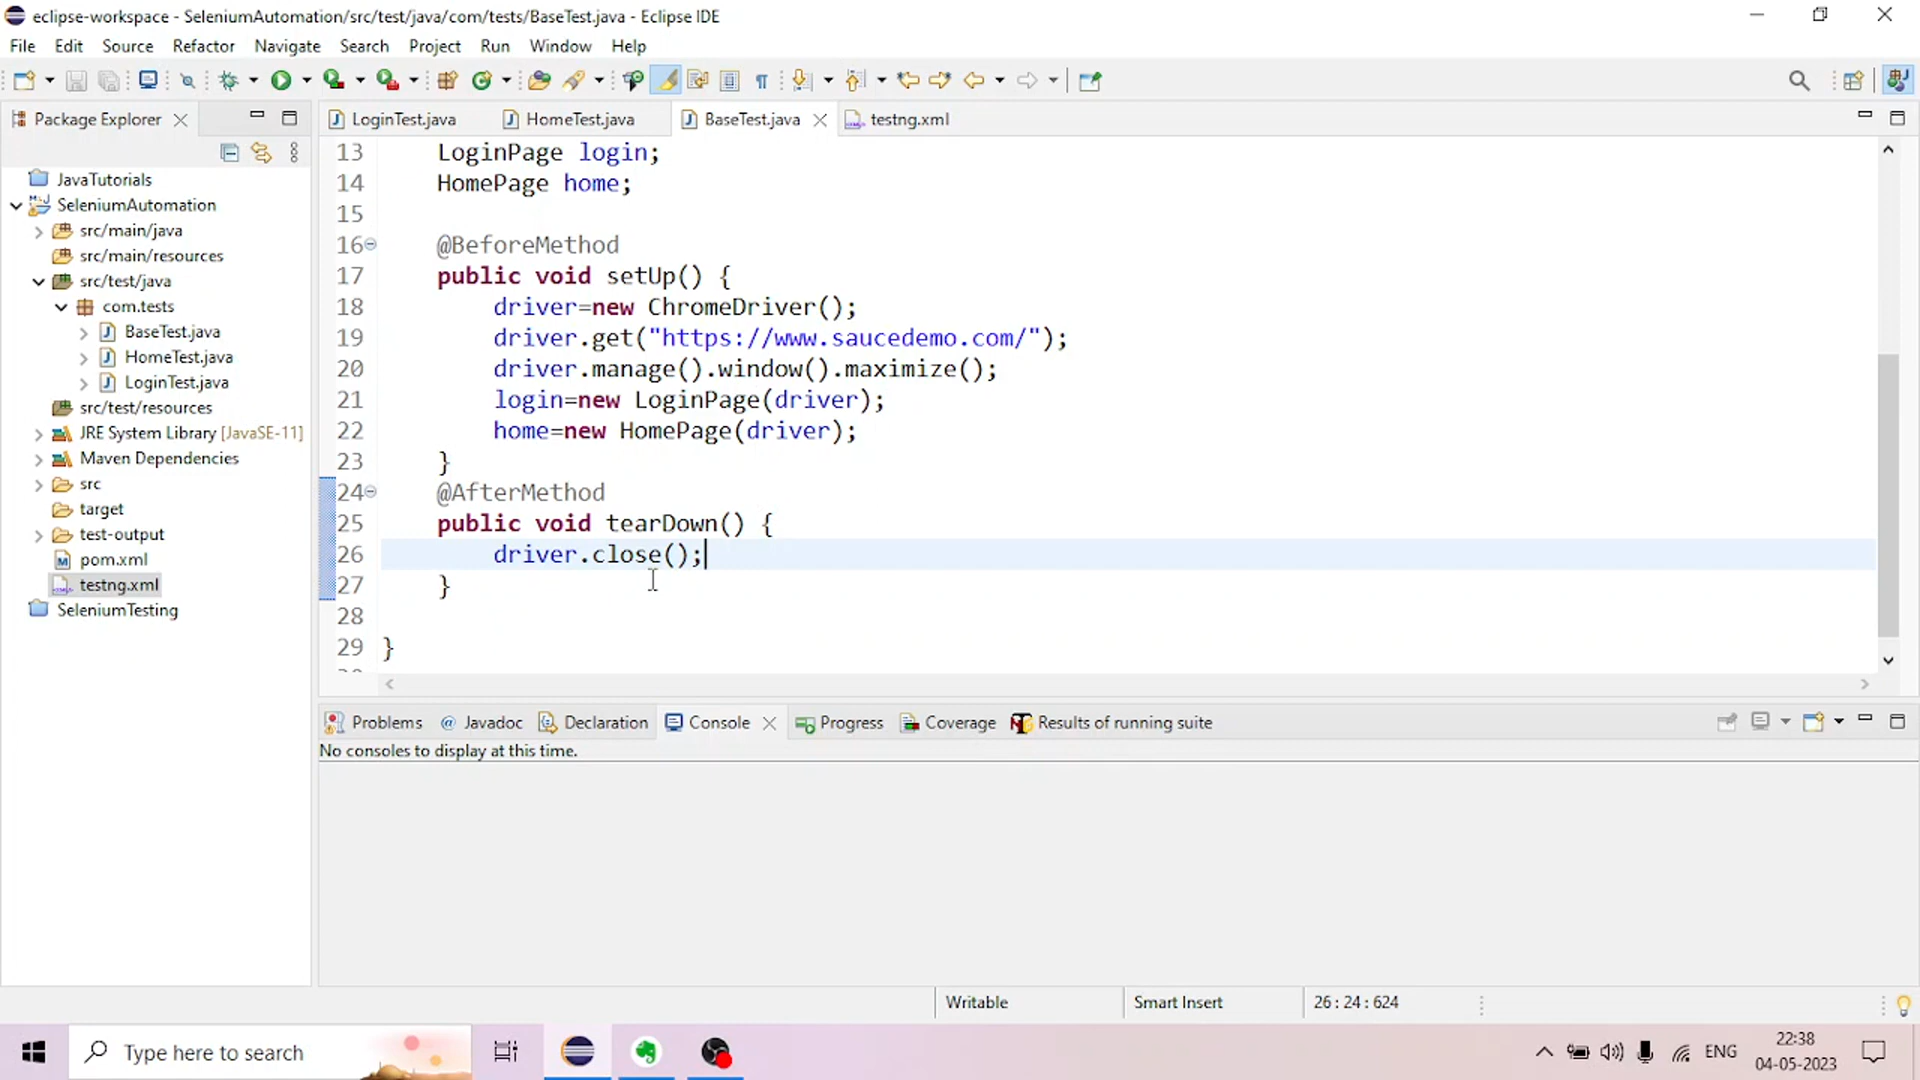 eclipse-workspace - SeleniumAutomation/src/test/java/com/tests/BaseTest.java - Eclipse IDE
File Edit Source Refactor Navigate Search Project Run Window Help
Package Explorer
LoginTest.java HomeTest.java BaseTest.java testng.xml
JavaTutorials
SeleniumAutomation
src/main/java
src/main/resources
src/test/java
com.tests
BaseTest.java
HomeTest.java
LoginTest.java
src/test/resources
JRE System Library [JavaSE-11]
Maven Dependencies
src
target
test-output
pom.xml
testng.xml
SeleniumTesting
13 LoginPage login;
14 HomePage home;
15
16 @BeforeMethod
17 public void setUp() {
18 driver=new ChromeDriver();
19 driver.get("https://www.saucedemo.com/");
20 driver.manage().window().maximize();
21 login=new LoginPage(driver);
22 home=new HomePage(driver);
23 }
24 @AfterMethod
25 public void tearDown() {
26 driver.close();
27 }
28
29 }
Problems Javadoc Declaration Console Progress Coverage Results of running suite
No consoles to display at this time.
Writable Smart Insert 26 : 24 : 624
Type here to search
ENG
22:38
04-05-2023